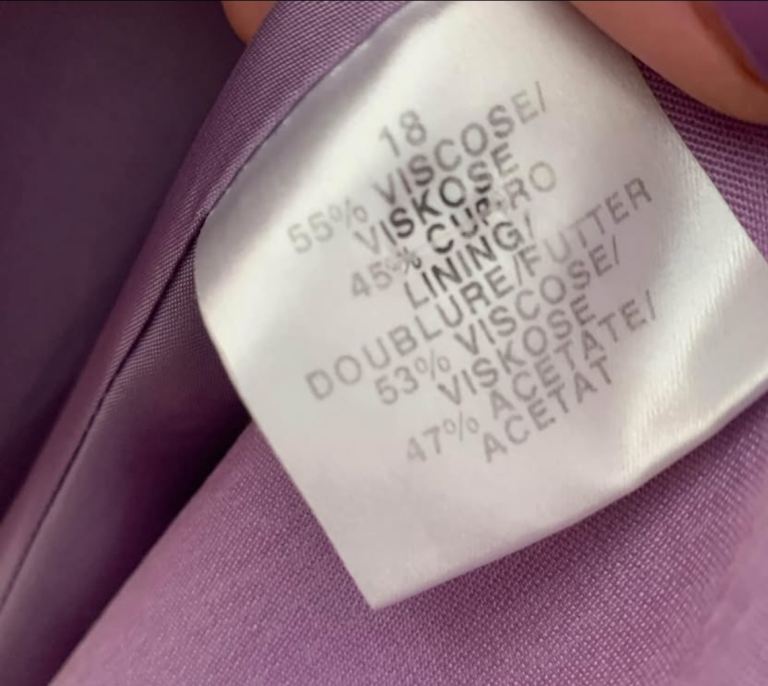 18
55% VISCOSE/
VISKOSE
45% CUPRO
LINING/
DOUBLURE/FUTTER
53% VISCOSE/
VISKOSE
47% ACETATE/
ACETAT